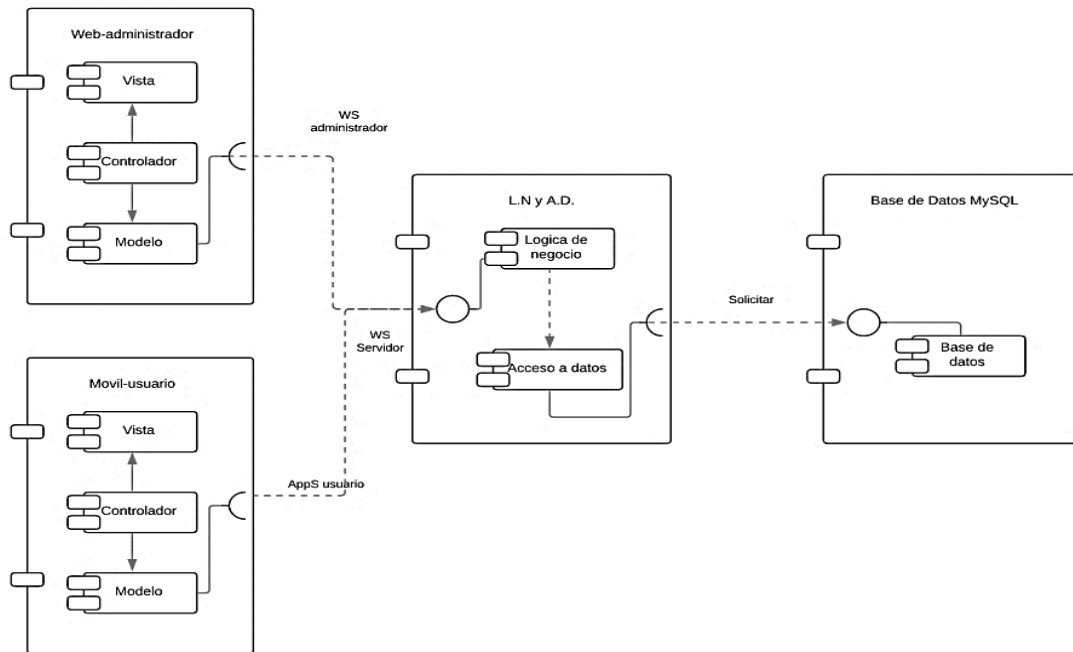 Web-administrador
Vista
Controlador
Modelo
WS
administrador
Movil-usuario
Vista
Controlador
Modelo
AppS usuario
WS
Servidor
L.N y A.D.
Logica de
negocio
Acceso a datos
Solicitar
Base de Datos MySQL
Base de
datos